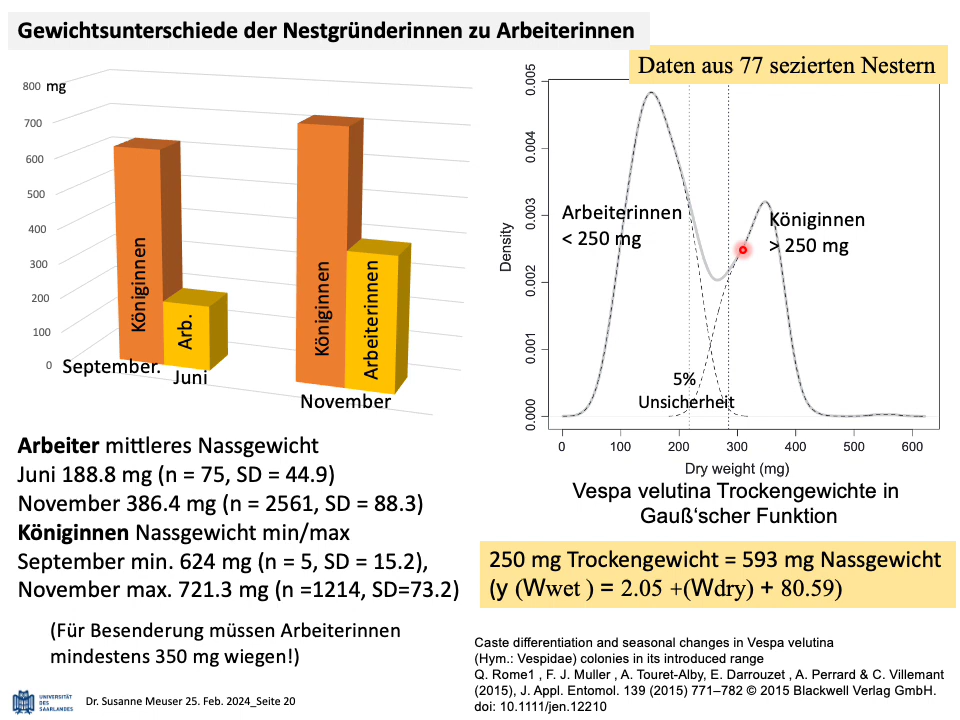 Gewichtsunterschiede der Nestgründerinnen zu Arbeiterinnen
800 mg
700
600
500
400
300
200
100
0
Königinnen
Arb.
Königinnen
Arbeiterinnen
September.
Juni
November
Daten aus 77 sezierten Nestern
Density
0.005
0.004
0.003
0.002
0.001
0.000
Arbeiterinnen
< 250 mg
Königinnen
> 250 mg
5%
Unsicherheit
0 100 200 300 400 500 600
Dry weight (mg)
Vespa velutina Trockengewichte in
Gauß‘scher Funktion
Arbeiter mittleres Nassgewicht
Juni 188.8 mg (n = 75, SD = 44.9)
November 386.4 mg (n = 2561, SD = 88.3)
Königinnen Nassgewicht min/max
September min. 624 mg (n = 5, SD = 15.2),
November max. 721.3 mg (n =1214, SD=73.2)
(Für Besenderung müssen Arbeiterinnen
mindestens 350 mg wiegen!)
250 mg Trockengewicht = 593 mg Nassgewicht
(y (Wwet ) = 2.05 +(Wdry) + 80.59)
Caste differentiation and seasonal changes in Vespa velutina
(Hym.: Vespidae) colonies in its introduced range
Q. Rome1 , F. J. Muller , A. Touret-Alby, E. Darrouzet , A. Perrard & C. Villemant
(2015), J. Appl. Entomol. 139 (2015) 771–782 © 2015 Blackwell Verlag GmbH.
doi: 10.1111/jen.12210
UNIVERSITÄT
DES
SAARLANDES
Dr. Susanne Meuser 25. Feb. 2024_Seite 20